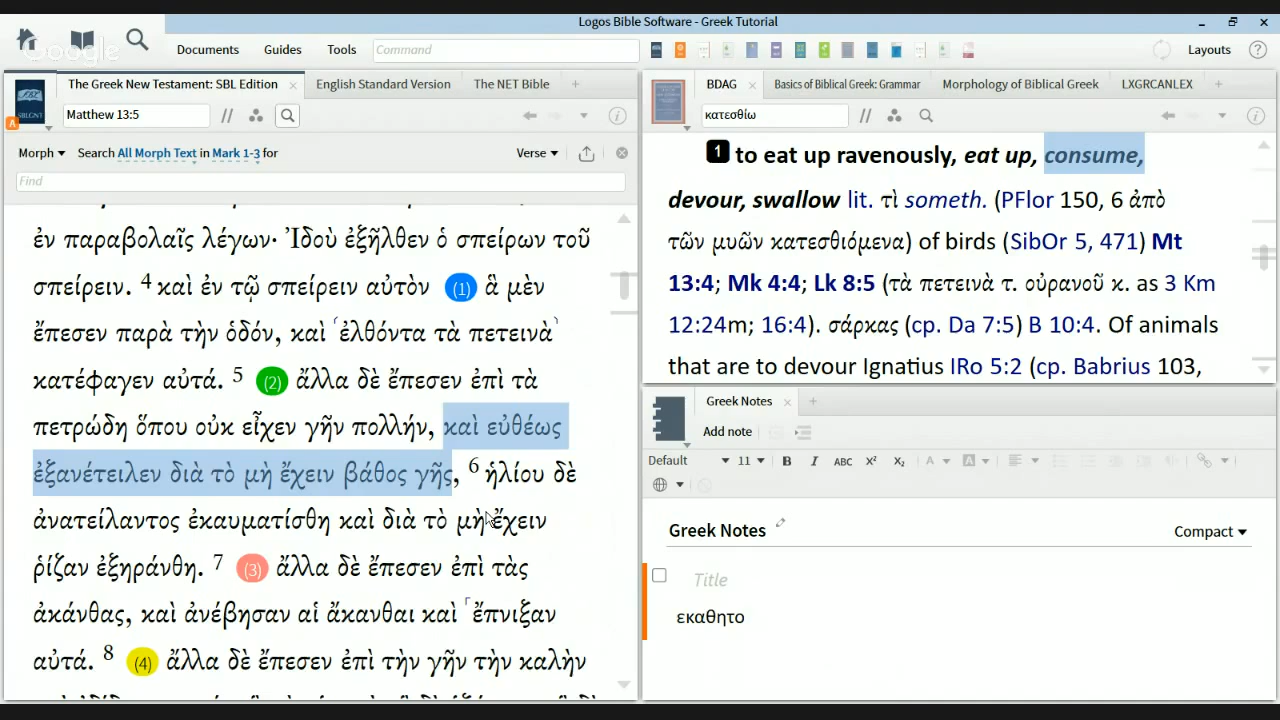 Logos Bible Software - Greek Tutorial
Google
Documents Guides Tools Command Layouts
The Greek New Testament: SBL Edition English Standard Version The NET Bible
Matthew 13:5
Morph Search All Morph Text in Mark 1-3 for Verse
Find
ἐν παραβολαῖς λέγων· Ἰδοὺ ἐξῆλθεν ὁ σπείρων τοῦ
σπείρειν. 4 καὶ ἐν τῷ σπείρειν αὐτὸν (1) ἃ μὲν
ἔπεσεν παρὰ τὴν ὁδόν, καὶ ⸂ἐλθόντα τὰ πετεινὰ⸃
κατέφαγεν αὐτά. 5 (2) ἄλλα δὲ ἔπεσεν ἐπὶ τὰ
πετρώδη ὅπου οὐκ εἶχεν γῆν πολλήν, καὶ εὐθέως
ἐξανέτειλεν διὰ τὸ μὴ ἔχειν βάθος γῆς, 6 ἡλίου δὲ
ἀνατείλαντος ἐκαυματίσθη καὶ διὰ τὸ μὴ ἔχειν
ῥίζαν ἐξηράνθη. 7 (3) ἄλλα δὲ ἔπεσεν ἐπὶ τὰς
ἀκάνθας, καὶ ἀνέβησαν αἱ ἄκανθαι καὶ ⸀ἔπνιξαν
αὐτά. 8 (4) ἄλλα δὲ ἔπεσεν ἐπὶ τὴν γῆν τὴν καλὴν
BDAG Basics of Biblical Greek: Grammar Morphology of Biblical Greek LXGRCANLEX
κατεσθίω
1 to eat up ravenously, eat up, consume,
devour, swallow lit. τὶ someth. (PFlor 150, 6 ἀπὸ
τῶν μυῶν κατεσθιόμενα) of birds (SibOr 5, 471) Mt
13:4; Mk 4:4; Lk 8:5 (τὰ πετεινὰ τ. οὐρανοῦ κ. as 3 Km
12:24m; 16:4). σάρκας (cp. Da 7:5) B 10:4. Of animals
that are to devour Ignatius IRo 5:2 (cp. Babrius 103,
Greek Notes
Add note
Default 11 B I ABC X² X₂ A A
Greek Notes Compact
Title
εκαθητο